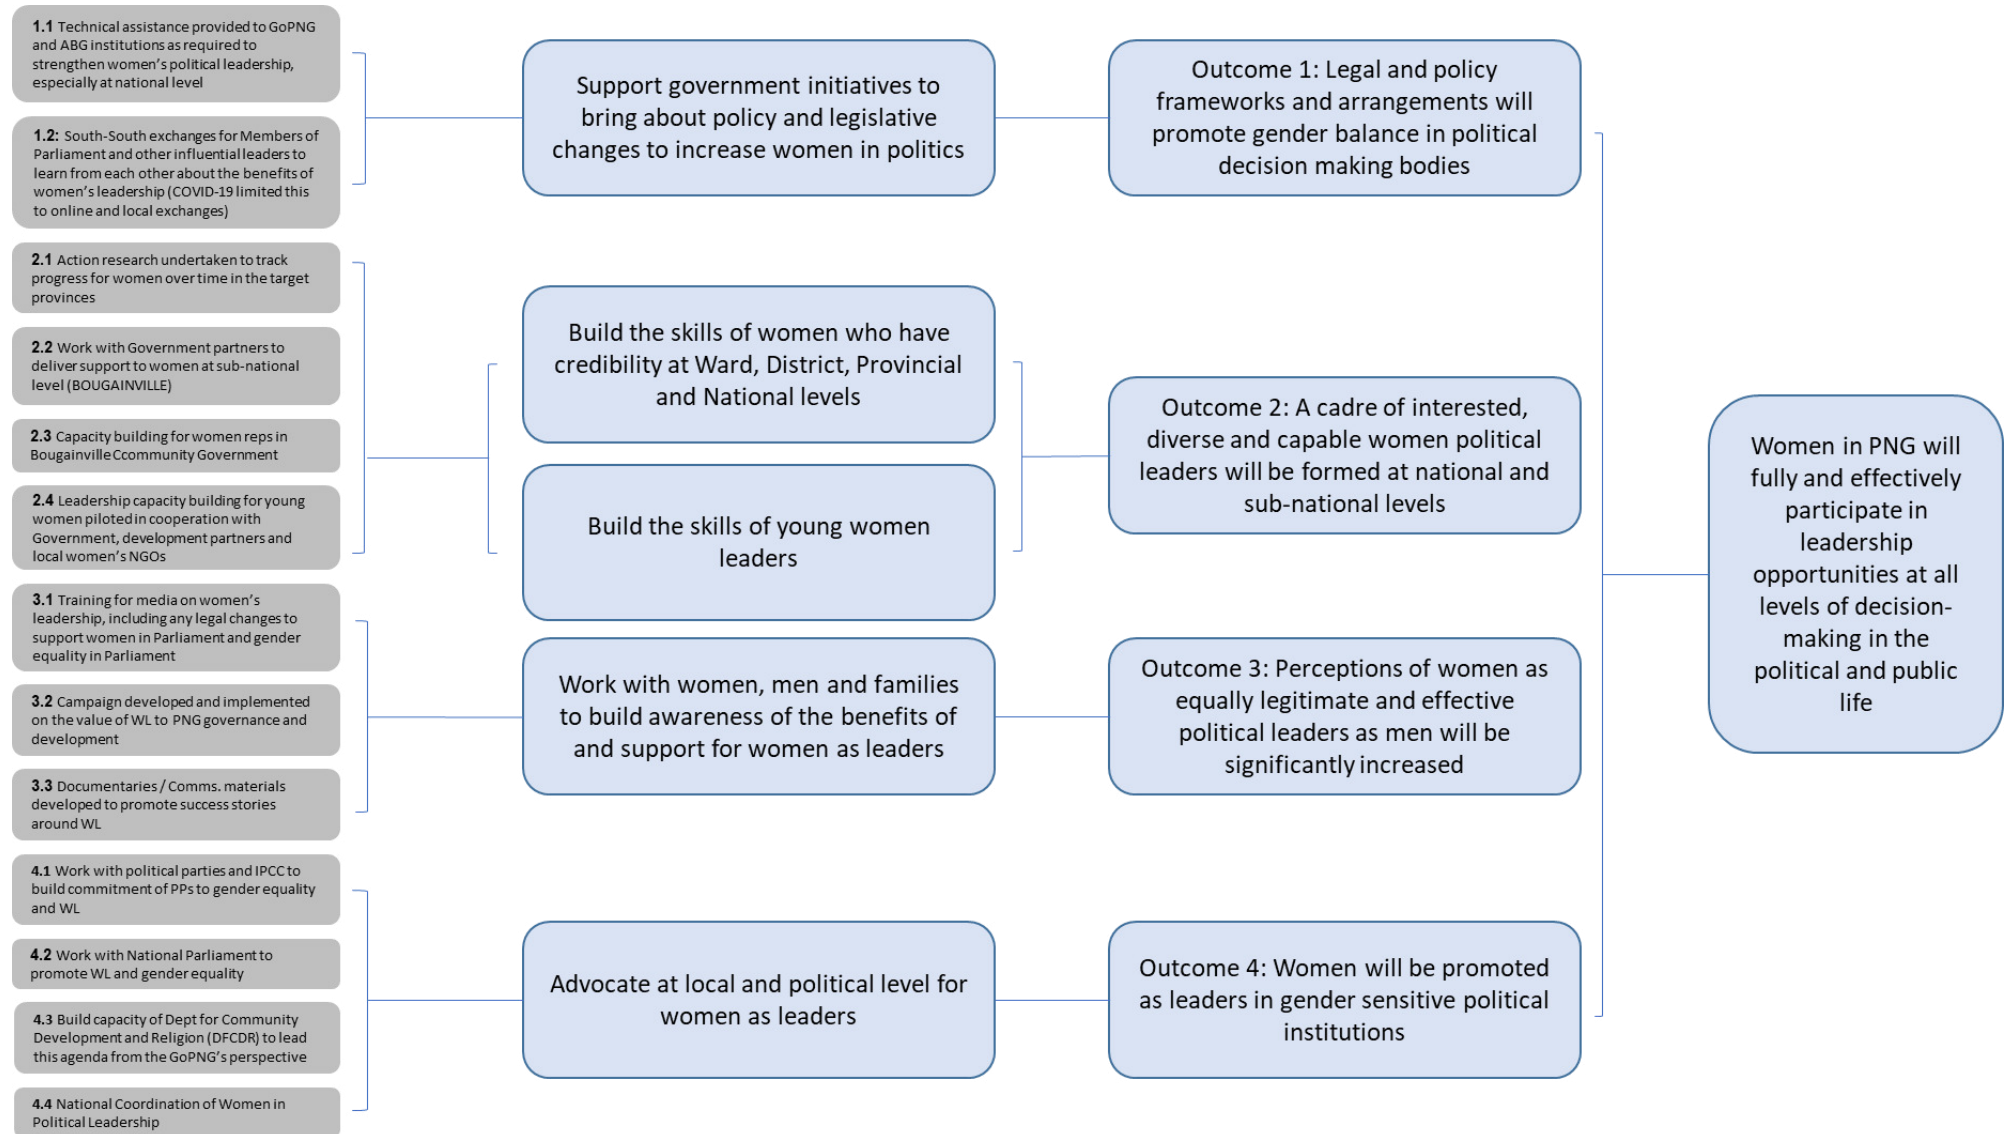 1.1 Technical assistance provided to GoPNG
and ABG institutions as required to
strengthen women's political leadership,
especially at national level
1.2: South-South exchanges for Members of
Parliament and other influential leaders to
learn from each other about the benefits of
women's leadership (COVID-19 limited this
to online and local exchanges)
2.1 Action research undertaken to track
progress for women over time in the target
provinces
2.2 Work with Government partners to
deliver support to women at sub-national
level (BOUGAINVILLE)
2.3 Capacity building for women reps in
Bougainville Ccommunity Government
2.4 Leadership capacity building for young
women piloted in cooperation with
Government, development partners and
local women's NGOs
3.1 Training for media on women's
leadership, including any legal changes to
support women in Parliament and gender
equality in Parliament
3.2 Campaign developed and implemented
on the value of WL to PNG governance and
development
3.3 Documentaries / Comms. materials
developed to promote success stories
around WL
4.1 Work with political parties and IPCC to
build commitment of PPs to gender equality
and WL
4.2 Work with National Parliament to
promote WL and gender equality
4.3 Build capacity of Dept for Community
Development and Religion (DFCDR) to lead
this agenda from the GoPNG's perspective
4.4 National Coordination of Women in
Political Leadership
Support government initiatives to
bring about policy and legislative
changes to increase women in politics
Build the skills of women who have
credibility at Ward, District, Provincial
and National levels
Build the skills of young women
leaders
Work with women, men and families
to build awareness of the benefits of
and support for women as leaders
Advocate at local and political level for
women as leaders
Outcome 1: Legal and policy
frameworks and arrangements will
promote gender balance in political
decision making bodies
Outcome 2: A cadre of interested,
diverse and capable women political
leaders will be formed at national and
sub-national levels
Outcome 3: Perceptions of women as
equally legitimate and effective
political leaders as men will be
significantly increased
Outcome 4: Women will be promoted
as leaders in gender sensitive political
institutions
Women in PNG will
fully and effectively
participate in
leadership
opportunities at all
levels of decision-
making in the
political and public
life